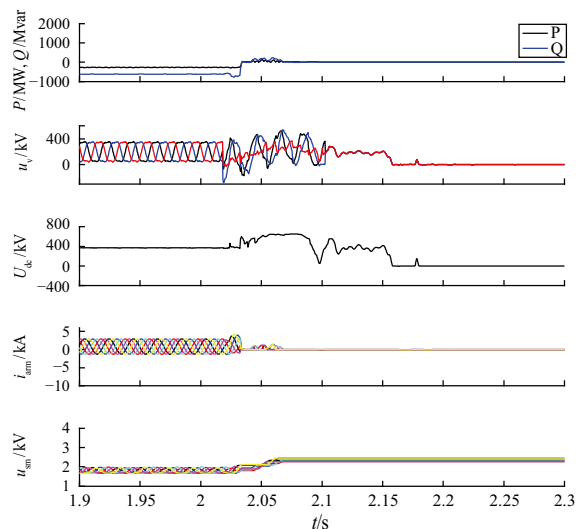 P/MW, Q/Mvar
2000
1000
0
−1000
P
Q
u_v/kV
400
0
U_dc/kV
800
400
0
−400
i_arm/kA
5
0
−5
−10
u_sm/kV
4
3
2
1
1.9 1.95 2 2.05 2.1 2.15 2.2 2.25 2.3
t/s